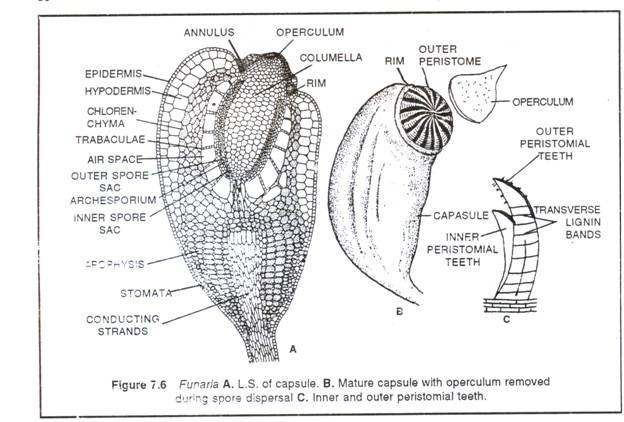 ANNULUS
OPERCULUM
COLUMELLA
RIM
EPIDERMIS
HYPODERMIS
CHLOREN-
CHYMA
TRABACULAE
AIR SPACE
OUTER SPORE
SAC
ARCHESPORIUM
INNER SPORE
SAC
APOPHYSIS
STOMATA
CONDUCTING
STRANDS
A
RIM
OUTER
PERISTOME
OPERCULUM
CAPASULE
B
OUTER
PERISTOMIAL
TEETH
TRANSVERSE
LIGNIN
BANDS
INNER
PERISTOMIAL
TEETH
C
Figure 7.6 Funaria A. L.S. of capsule. B. Mature capsule with operculum removed
during spore dispersal C. Inner and outer peristomial teeth.